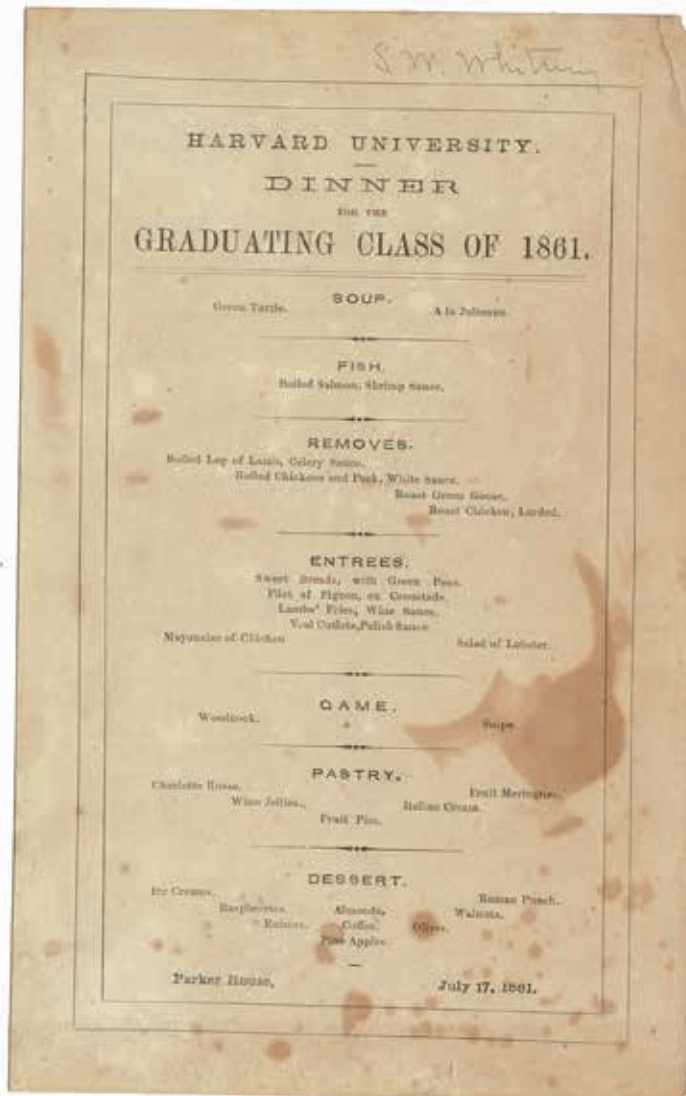 S. W. Whitney
HARVARD UNIVERSITY.
DINNER
FOR THE
GRADUATING CLASS OF 1861.
SOUP.
Green Turtle. A la Julienne.
FISH.
Boiled Salmon, Shrimp Sauce.
REMOVES.
Boiled Leg of Lamb, Celery Sauce.
Boiled Chickens and Pork, White Sauce.
Roast Green Goose.
Roast Chicken, Larded.
ENTREES.
Sweet Breads, with Green Peas.
Filet of Pigeon, en Croustade.
Lambs' Fries, Wine Sauce.
Veal Cutlets, Polish Sauce
Mayonaise of Chicken Salad of Lobster.
GAME.
Woodcock. Snipe.
PASTRY.
Charlotte Russe. Fruit Meringues.
Wine Jellies. Italian Cream.
Fruit Pies.
DESSERT.
Ice Creams. Roman Punch.
Raspberries. Almonds, Walnuts.
Raisins. Coffee. Olives.
Pine Apples.
Parker House, July 17, 1861.